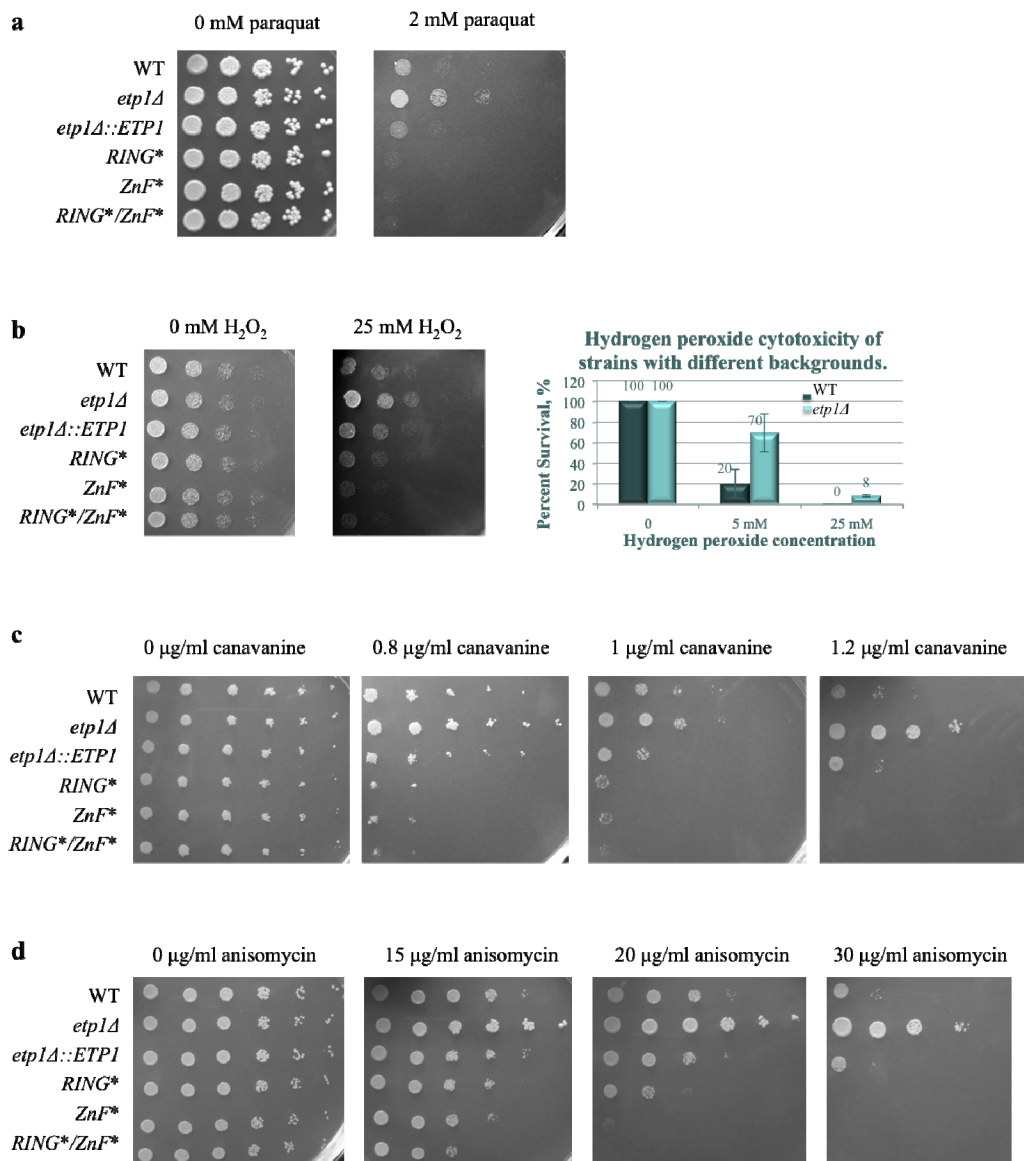 a
0 mM paraquat
2 mM paraquat
WT
etp1Δ
etp1Δ::ETP1
RING*
ZnF*
RING*/ZnF*
b
0 mM H₂O₂
25 mM H₂O₂
WT
etp1Δ
etp1Δ::ETP1
RING*
ZnF*
RING*/ZnF*
Hydrogen peroxide cytotoxicity of
strains with different backgrounds.
Percent Survival, %
120
100
80
60
40
20
0
100 100
20 70
0 8
WT
etp1Δ
0 5 mM 25 mM
Hydrogen peroxide concentration
c
0 μg/ml canavanine
0.8 μg/ml canavanine
1 μg/ml canavanine
1.2 μg/ml canavanine
WT
etp1Δ
etp1Δ::ETP1
RING*
ZnF*
RING*/ZnF*
d
0 μg/ml anisomycin
15 μg/ml anisomycin
20 μg/ml anisomycin
30 μg/ml anisomycin
WT
etp1Δ
etp1Δ::ETP1
RING*
ZnF*
RING*/ZnF*